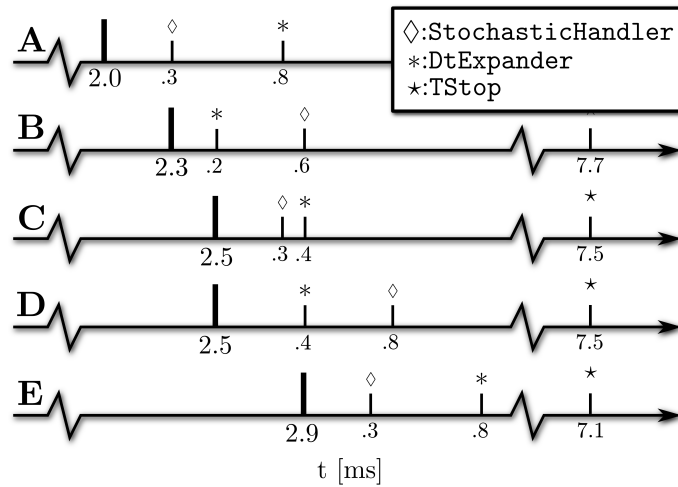 A
◇:StochasticHandler
∗:DtExpander
⋆:TStop
◇ ∗
2.0 .3 .8
B
∗ ◇
2.3 .2 .6 7.7
C
◇ ∗ ⋆
2.5 .3 .4 7.5
D
∗ ◇ ⋆
2.5 .4 .8 7.5
E
◇ ∗ ⋆
2.9 .3 .8 7.1
t [ms]